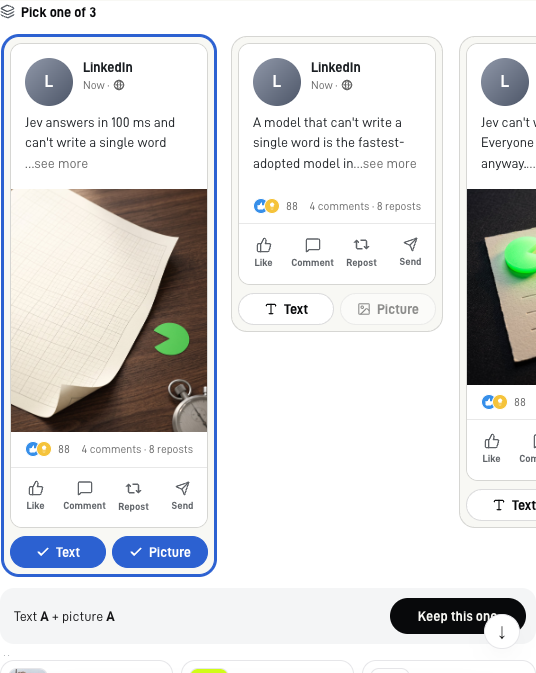 Pick one of 3
L
LinkedIn
Now ·
Jev answers in 100 ms and
can't write a single word
...see more
88 4 comments · 8 reposts
Like Comment Repost Send
Text Picture
L
LinkedIn
Now ·
A model that can't write a
single word is the fastest-
adopted model in...see more
88 4 comments · 8 reposts
Like Comment Repost Send
Text Picture
L
Jev can't
Everyone
anyway....
88
Like
Text
Text A + picture A
Keep this one